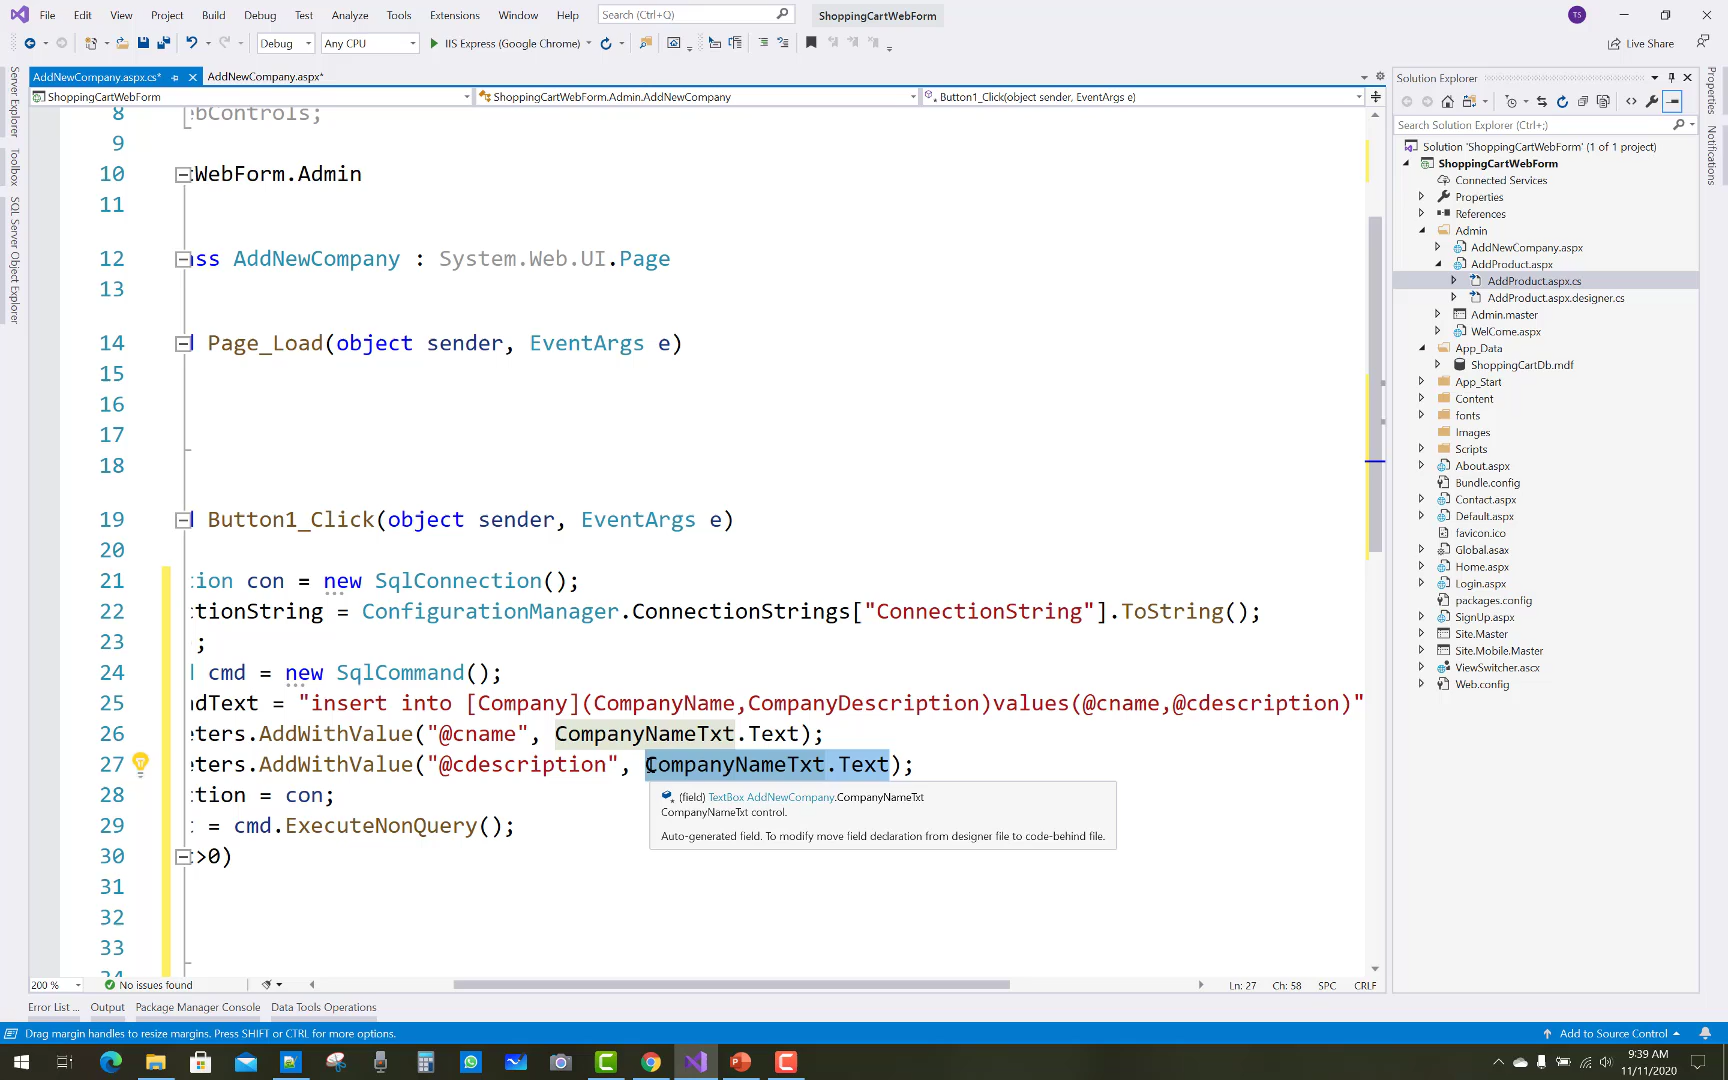 File Edit View Project Build Debug Test Analyze Tools Extensions Window Help Search (Ctrl+Q) ShoppingCartWebForm TS
Debug Any CPU IIS Express (Google Chrome) Live Share
AddNewCompany.aspx.cs* AddNewCompany.aspx*
ShoppingCartWebForm ShoppingCartWebForm.Admin.AddNewCompany Button1_Click(object sender, EventArgs e)
Server Explorer
Toolbox
SQL Server Object Explorer
8 ebControls;
9
10 tWebForm.Admin
11
12 ass AddNewCompany : System.Web.UI.Page
13
14 d Page_Load(object sender, EventArgs e)
15
16
17
18
19 d Button1_Click(object sender, EventArgs e)
20
21 tion con = new SqlConnection();
22 ctionString = ConfigurationManager.ConnectionStrings["ConnectionString"].ToString();
23 ;
24 d cmd = new SqlCommand();
25 ndText = "insert into [Company](CompanyName,CompanyDescription)values(@cname,@cdescription)"
26 eters.AddWithValue("@cname", CompanyNameTxt.Text);
27 eters.AddWithValue("@cdescription", CompanyNameTxt.Text);
(field) TextBox AddNewCompany.CompanyNameTxt
CompanyNameTxt control.
Auto-generated field. To modify move field declaration from designer file to code-behind file.
28 ction = con;
29 t = cmd.ExecuteNonQuery();
30 t>0)
31
32
33
34
200 % No issues found Ln: 27 Ch: 58 SPC CRLF
Error List ... Output Package Manager Console Data Tools Operations
Drag margin handles to resize margins. Press SHIFT or CTRL for more options. Add to Source Control
Solution Explorer
Search Solution Explorer (Ctrl+;)
Solution 'ShoppingCartWebForm' (1 of 1 project)
ShoppingCartWebForm
Connected Services
Properties
References
Admin
AddNewCompany.aspx
AddProduct.aspx
AddProduct.aspx.cs
AddProduct.aspx.designer.cs
Admin.master
WelCome.aspx
App_Data
ShoppingCartDb.mdf
App_Start
Content
fonts
Images
Scripts
About.aspx
Bundle.config
Contact.aspx
Default.aspx
favicon.ico
Global.asax
Home.aspx
Login.aspx
packages.config
SignUp.aspx
Site.Master
Site.Mobile.Master
ViewSwitcher.ascx
Web.config
Properties
Notifications
9:39 AM
11/11/2020